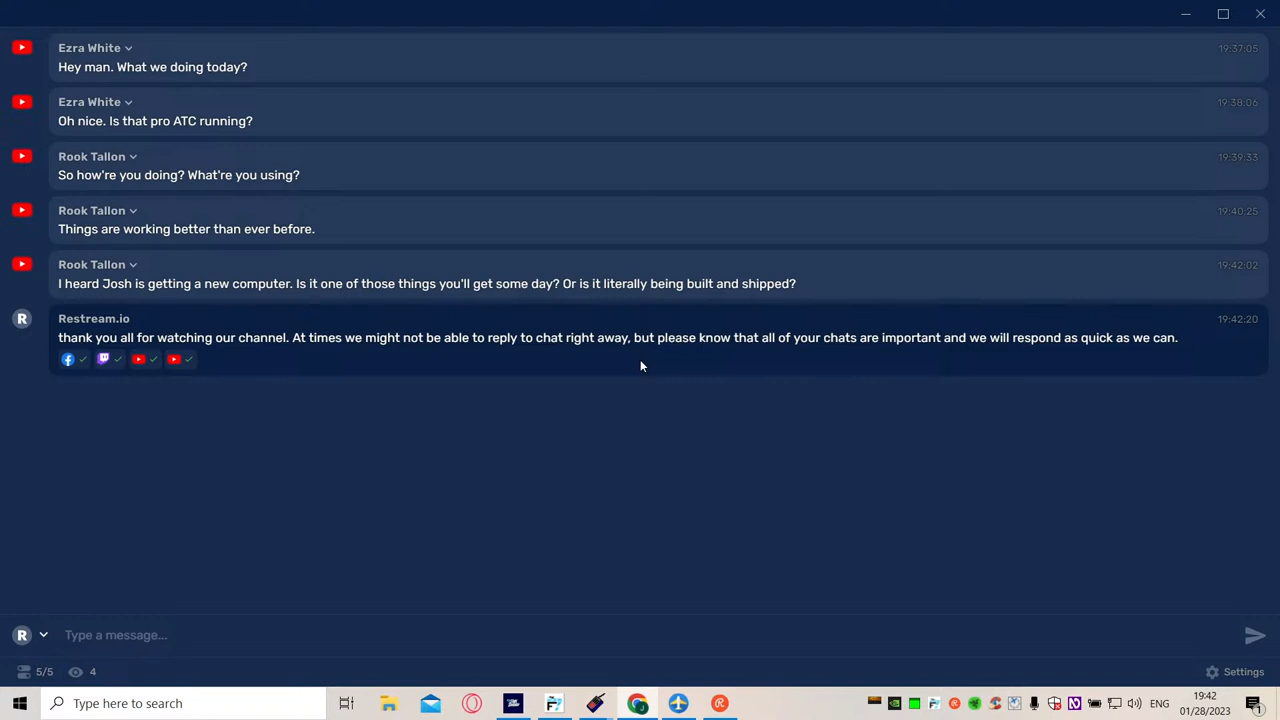 Ezra White
19:37:05
Hey man. What we doing today?
Ezra White
19:38:06
Oh nice. Is that pro ATC running?
Rook Tallon
19:39:33
So how're you doing? What're you using?
Rook Tallon
19:40:25
Things are working better than ever before.
Rook Tallon
19:42:02
I heard Josh is getting a new computer. Is it one of those things you'll get some day? Or is it literally being built and shipped?
R
Restream.io
19:42:20
thank you all for watching our channel. At times we might not be able to reply to chat right away, but please know that all of your chats are important and we will respond as quick as we can.
R
Type a message...
5/5
4
Settings
Type here to search
ENG
19:42
01/28/2023
1